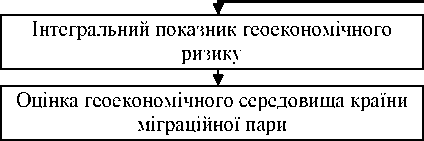 Інтегральний показник геоекономічного
ризику
Оцінка геоекономічного середовища країни
міграційної пари